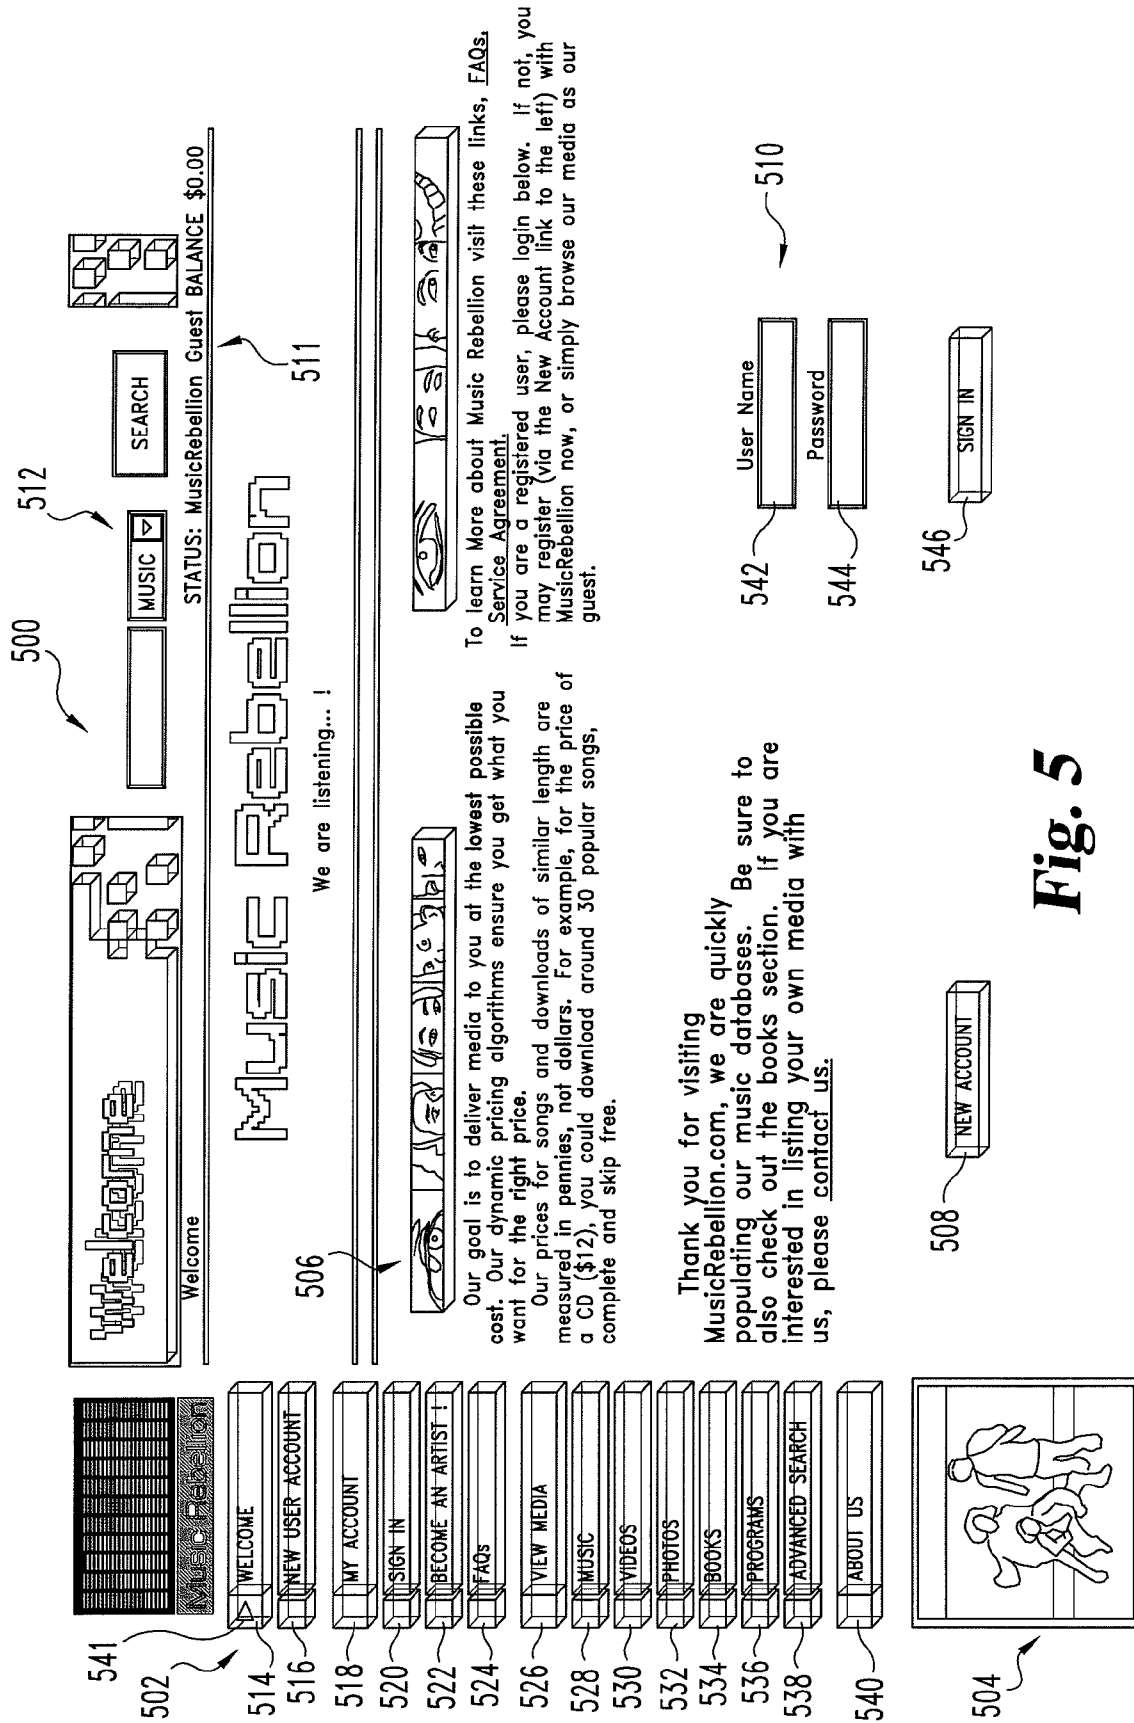 500
512
welcome
MUSIC
SEARCH
Welcome
STATUS: MusicRebellion Guest BALANCE $0.00
511
Music Rebellion
We are listening... !
541
502
Music Rebellion
514
WELCOME
516
NEW USER ACCOUNT
518
MY ACCOUNT
520
SIGN IN
522
BECOME AN ARTIST !
524
FAQs
526
VIEW MEDIA
528
MUSIC
530
VIDEOS
532
PHOTOS
534
BOOKS
536
PROGRAMS
538
ADVANCED SEARCH
540
ABOUT US
504
506
Our goal is to deliver media to you at the lowest possible
cost. Our dynamic pricing algorithms ensure you get what you
want for the right price.
Our prices for songs and downloads of similar length are
measured in pennies, not dollars. For example, for the price of
a CD ($12), you could download around 30 popular songs,
complete and skip free.
To learn More about Music Rebellion visit these links, FAQs,
Service Agreement.
If you are a registered user, please login below. If not, you
may register (via the New Account link to the left) with
MusicRebellion now, or simply browse our media as our
guest.
Thank you for visiting
MusicRebellion.com, we are quickly
populating our music databases. Be sure to
also check out the books section. If you are
interested in listing your own media with
us, please contact us.
510
User Name
542
Password
544
508
NEW ACCOUNT
546
SIGN IN
Fig. 5